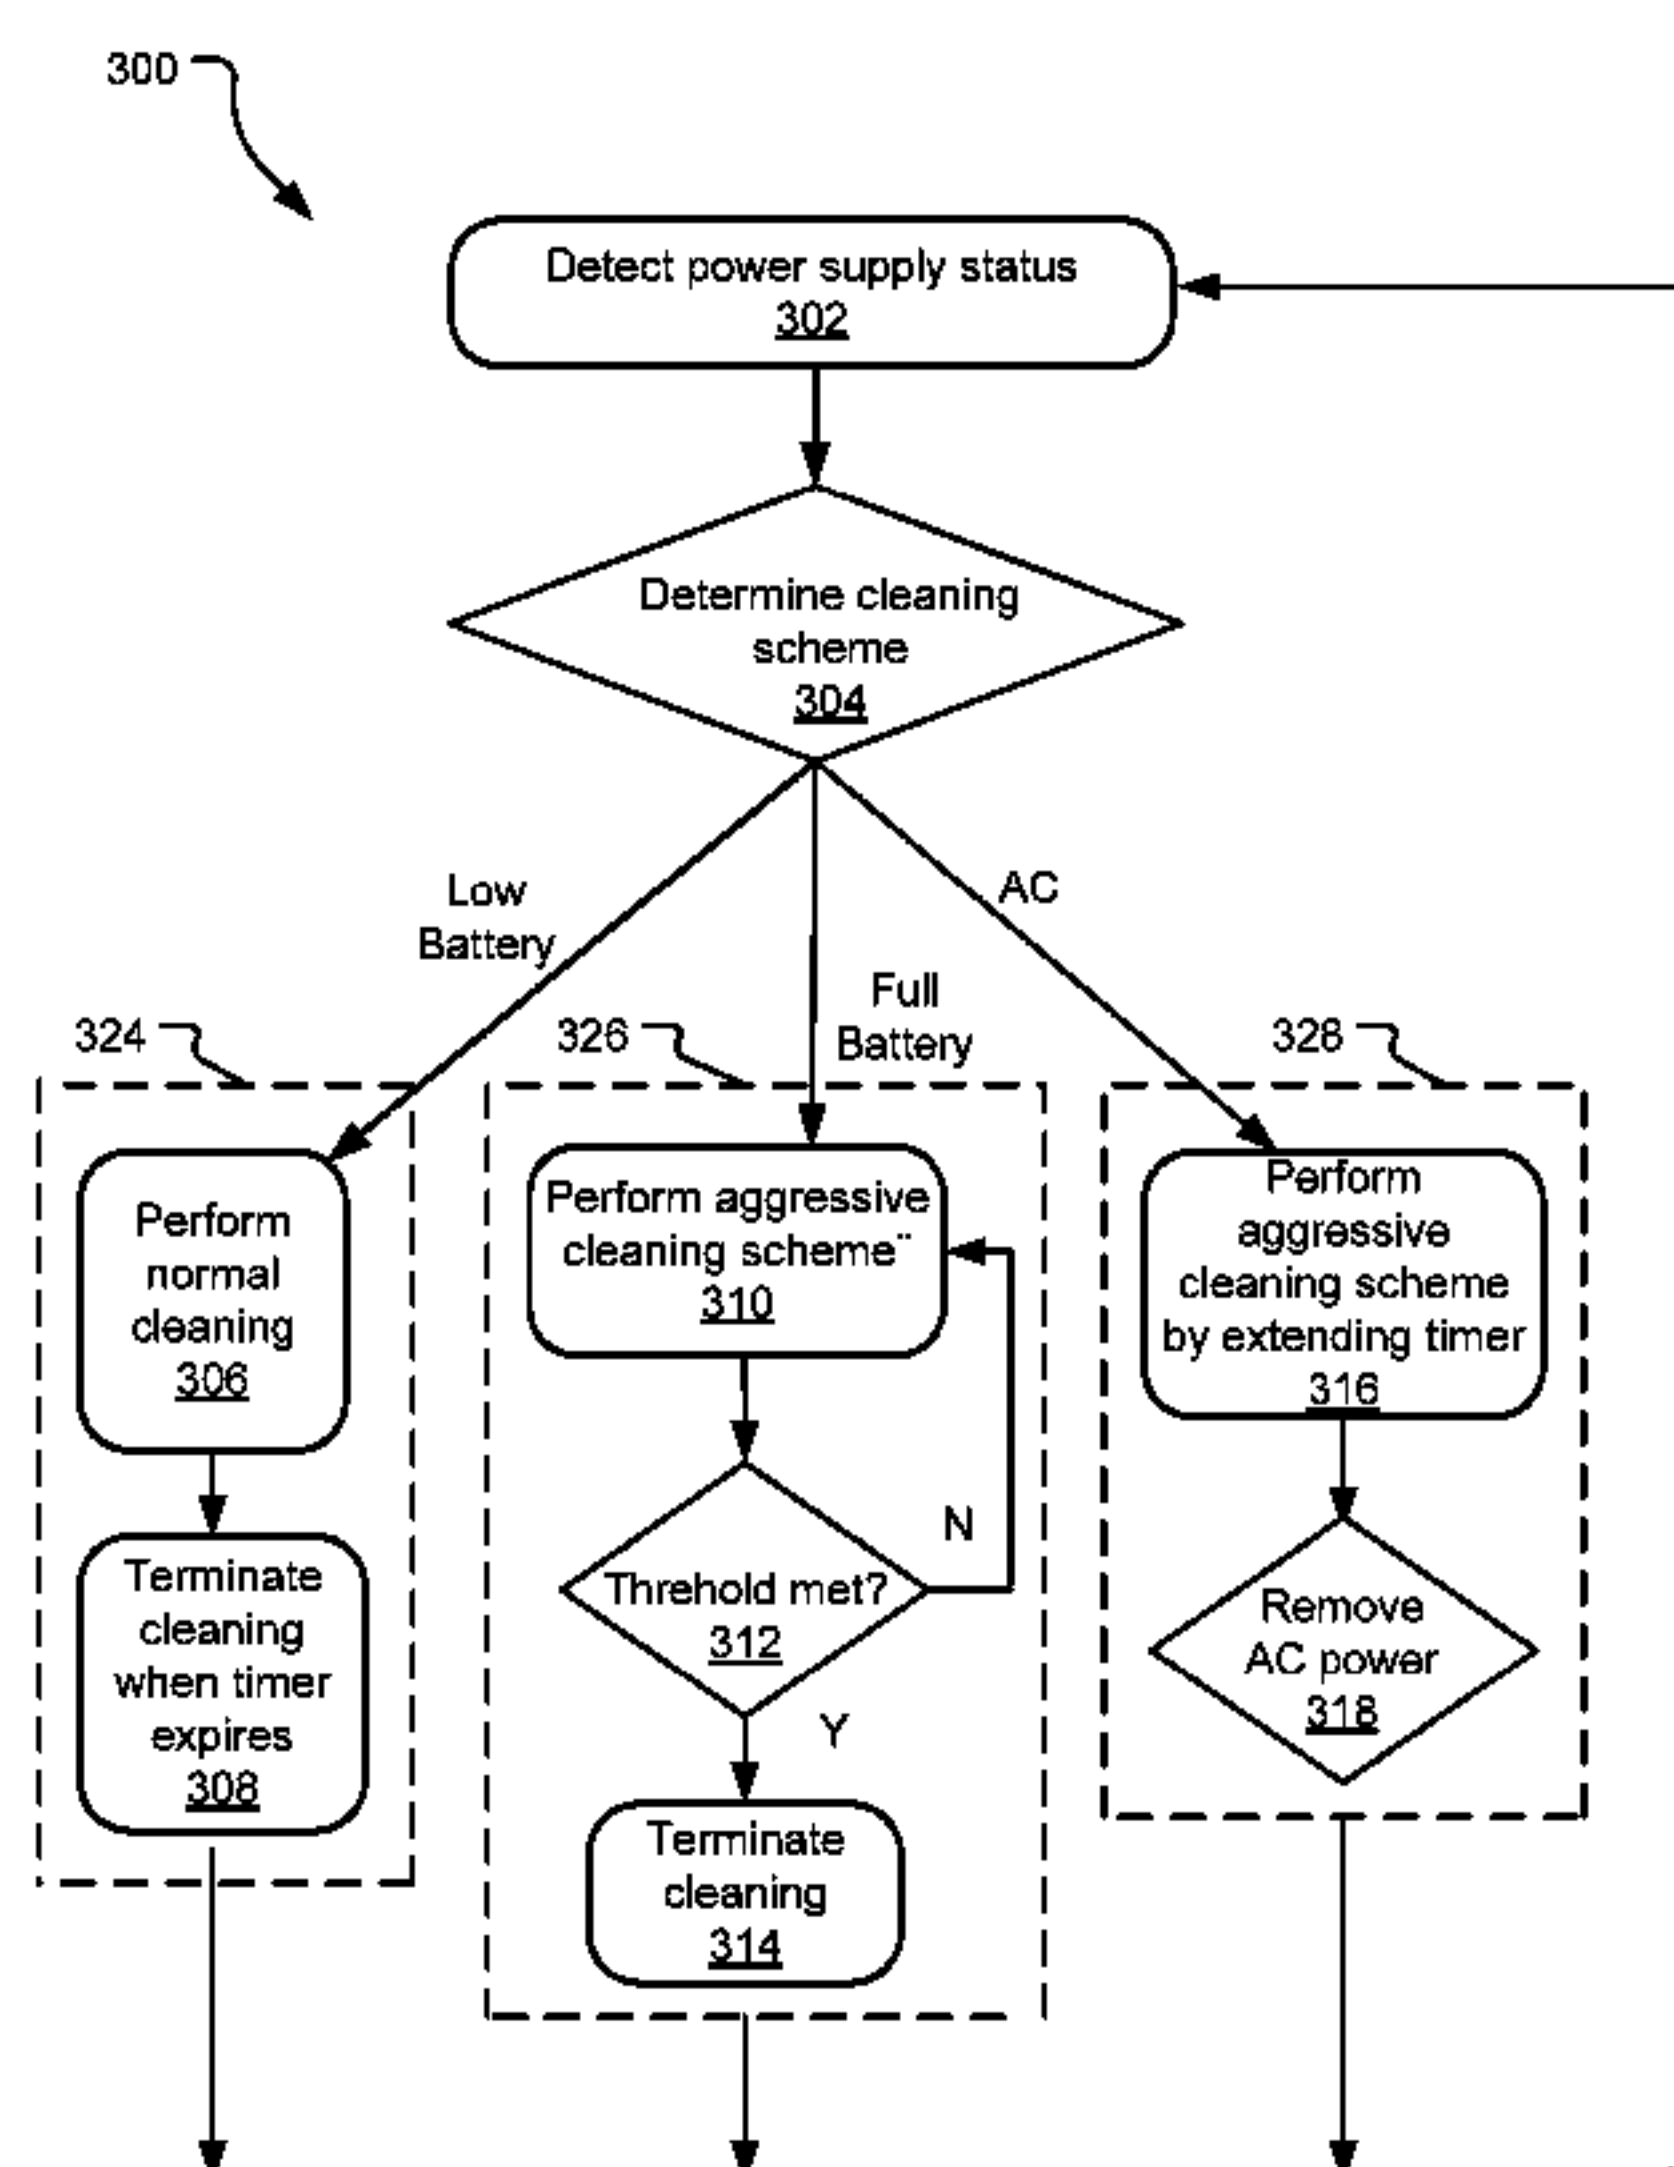 300
Detect power supply status
302
Determine cleaning
scheme
304
Low
Battery
AC
Full
Battery
324
326
328
Perform
normal
cleaning
306
Terminate
cleaning
when timer
expires
308
Perform aggressive
cleaning scheme¨
310
Threhold met?
312
N
Y
Terminate
cleaning
314
Perform
aggressive
cleaning scheme
by extending timer
316
Remove
AC power
318